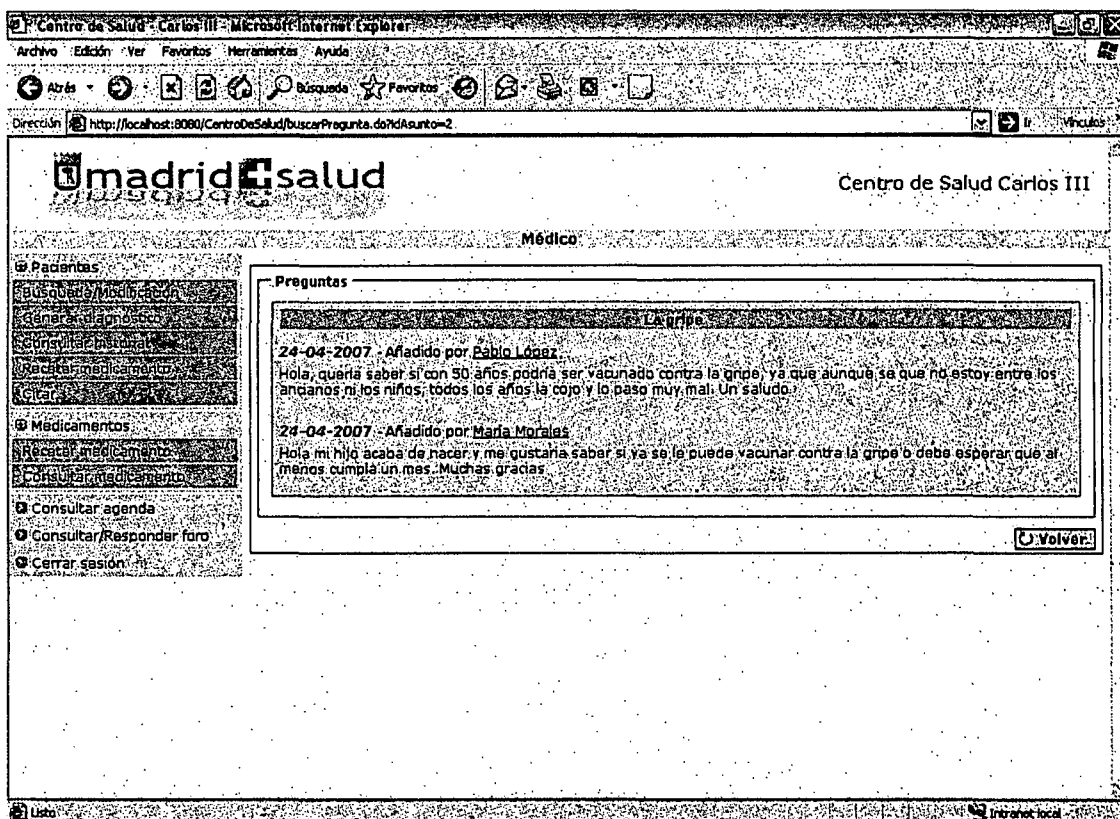 Centro de Salud - Carlos III - Microsoft Internet Explorer
Archivo Edición Ver Favoritos Herramientas Ayuda
Atrás Búsqueda Favoritos
Dirección http://localhost:8080/CentroDeSalud/buscarPregunta.do?idAsunto=2 Ir Vínculos
madrid+salud
Centro de Salud Carlos III
Médico
Pacientes
Búsqueda/Modificación
Generar diagnóstico
Consultar historial
Recetar medicamento
Citar
Medicamentos
Recetar medicamento
Consultar medicamento
Consultar agenda
Consultar/Responder foro
Cerrar sesión
Preguntas
La gripe
24-04-2007 - Añadido por Pablo López
Hola, quería saber si con 50 años podría ser vacunado contra la gripe, ya que aunque se que no estoy entre los
ancianos ni los niños, todos los años la cojo y lo paso muy mal. Un saludo.
24-04-2007 - Añadido por María Morales
Hola mi hijo acaba de nacer y me gustaría saber si ya se le puede vacunar contra la gripe o debe esperar que al
menos cumpla un mes. Muchas gracias
Volver
Listo
Intranet local